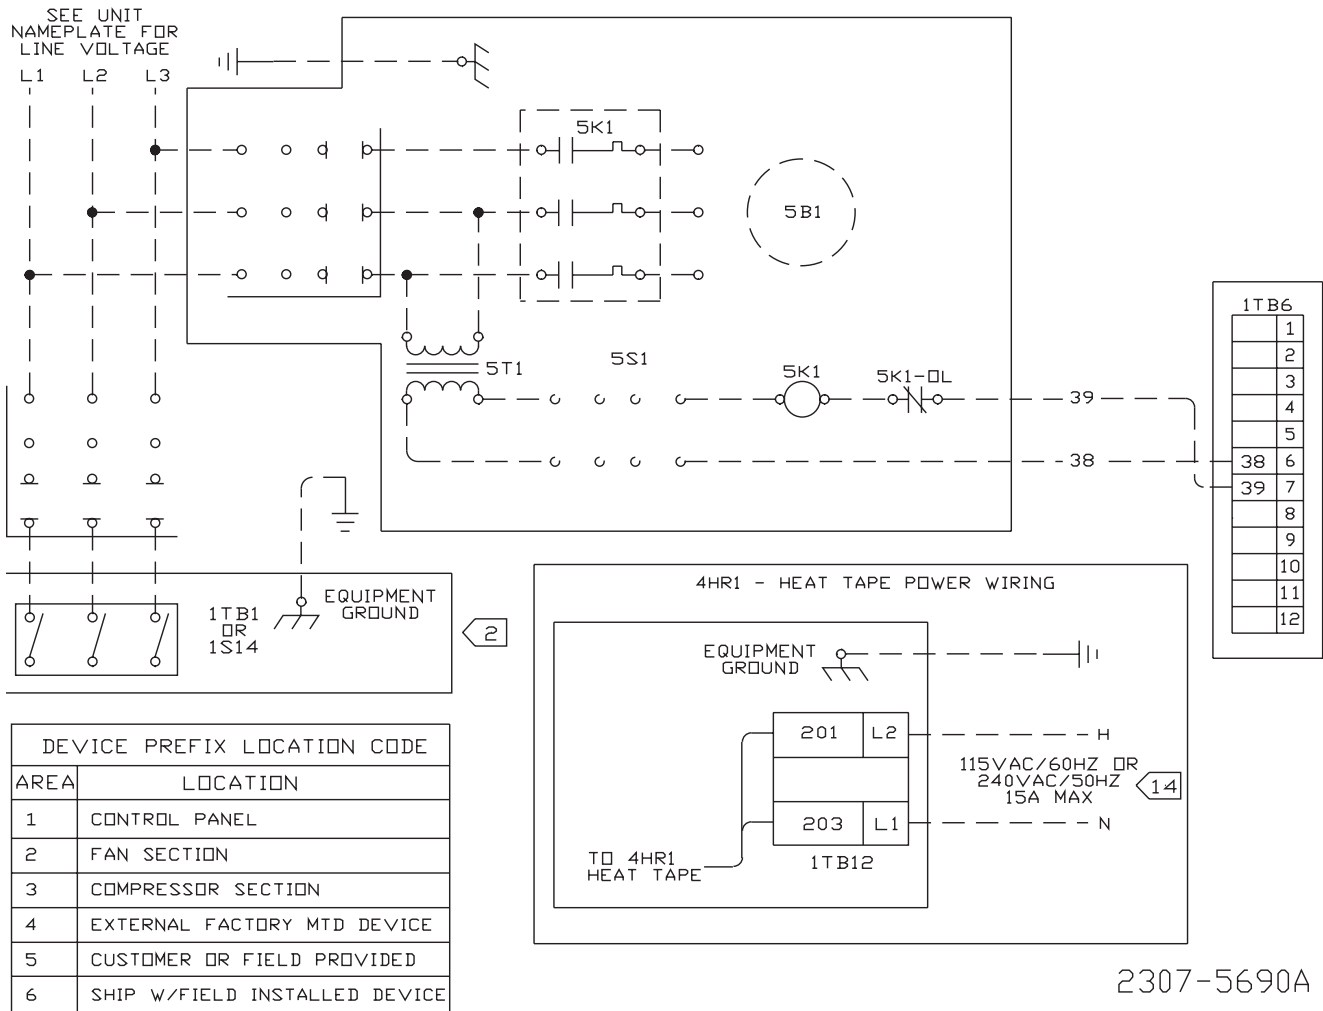 SEE UNIT
NAMEPLATE FOR
LINE VOLTAGE
L1 L2 L3
5K1
5B1
5T1
5S1
5K1
5K1-OL
39
38
1TB6
1
2
3
4
5
38 6
39 7
8
9
10
11
12
1TB1
OR
1S14
EQUIPMENT
GROUND
2
4HR1 - HEAT TAPE POWER WIRING
EQUIPMENT
GROUND
201 L2
H
115VAC/60HZ OR
240VAC/50HZ
15A MAX
14
203 L1
N
1TB12
TO 4HR1
HEAT TAPE
DEVICE PREFIX LOCATION CODE
AREA LOCATION
1 CONTROL PANEL
2 FAN SECTION
3 COMPRESSOR SECTION
4 EXTERNAL FACTORY MTD DEVICE
5 CUSTOMER OR FIELD PROVIDED
6 SHIP W/FIELD INSTALLED DEVICE
2307-5690A